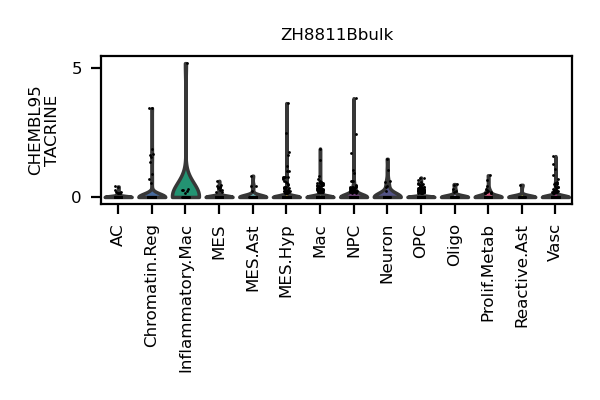 ZH8811Bbulk
CHEMBL95
TACRINE
5
0
AC
Chromatin.Reg
Inflammatory.Mac
MES
MES.Ast
MES.Hyp
Mac
NPC
Neuron
OPC
Oligo
Prolif.Metab
Reactive.Ast
Vasc